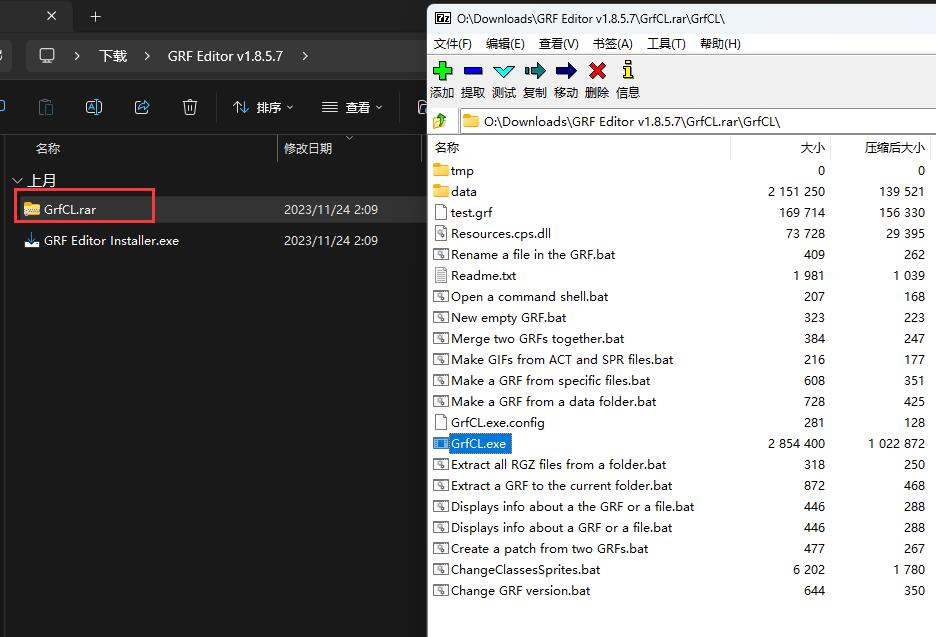 下载
GRF Editor v1.8.5.7
排序
查看
名称
修改日期
上月
GrfCL.rar
2023/11/24 2:09
GRF Editor Installer.exe
2023/11/24 2:09
O:\Downloads\GRF Editor v1.8.5.7\GrfCL.rar\GrfCL\
文件(F) 编辑(E) 查看(V) 书签(A) 工具(T) 帮助(H)
添加 提取 测试 复制 移动 删除 信息
O:\Downloads\GRF Editor v1.8.5.7\GrfCL.rar\GrfCL\
名称 大小 压缩后大小
tmp 0 0
data 2 151 250 139 521
test.grf 169 714 156 330
Resources.cps.dll 73 728 29 395
Rename a file in the GRF.bat 409 262
Readme.txt 1 981 1 039
Open a command shell.bat 207 168
New empty GRF.bat 323 223
Merge two GRFs together.bat 384 247
Make GIFs from ACT and SPR files.bat 216 177
Make a GRF from specific files.bat 608 351
Make a GRF from a data folder.bat 728 425
GrfCL.exe.config 281 128
GrfCL.exe 2 854 400 1 022 872
Extract all RGZ files from a folder.bat 318 250
Extract a GRF to the current folder.bat 872 468
Displays info about a the GRF or a file.bat 446 288
Displays info about a GRF or a file.bat 446 288
Create a patch from two GRFs.bat 477 267
ChangeClassesSprites.bat 6 202 1 780
Change GRF version.bat 644 350